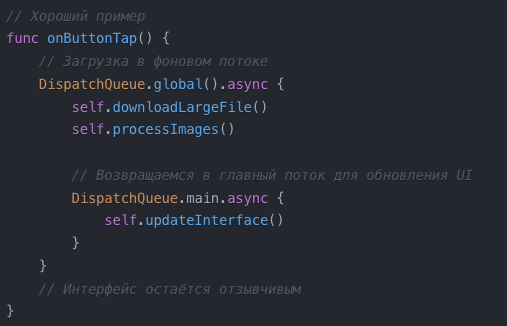 // Хороший пример
func onButtonTap() {
    // Загрузка в фоновом потоке
    DispatchQueue.global().async {
        self.downloadLargeFile()
        self.processImages()

        // Возвращаемся в главный поток для обновления UI
        DispatchQueue.main.async {
            self.updateInterface()
        }
    }
    // Интерфейс остаётся отзывчивым
}